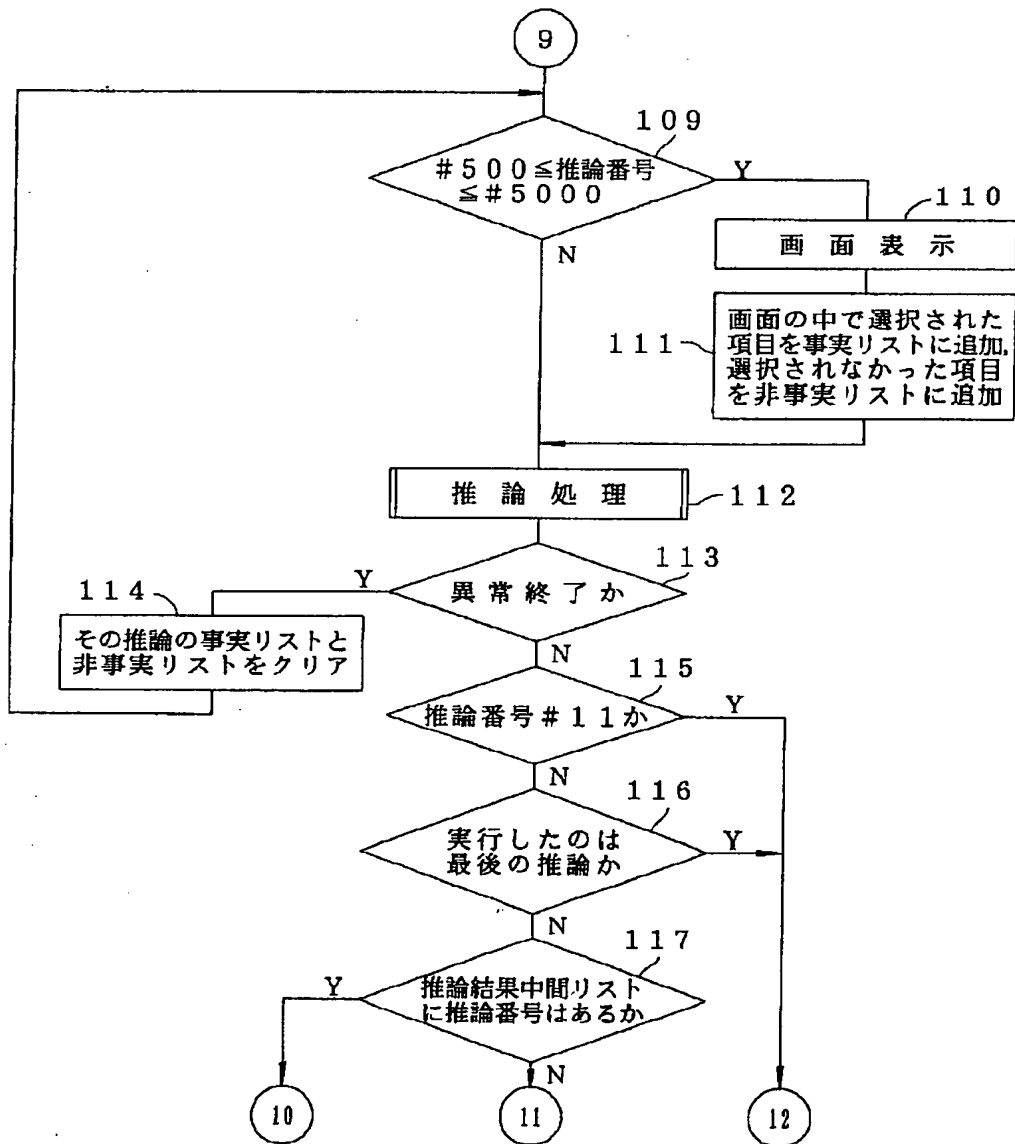 9
109
#500≦推論番号
≦#5000
Y
N
110
画面表示
111
画面の中で選択された
項目を事実リストに追加,
選択されなかった項目
を非事実リストに追加
推論処理
112
113
異常終了か
Y
N
114
その推論の事実リストと
非事実リストをクリア
115
推論番号#11か
Y
N
116
実行したのは
最後の推論か
Y
N
117
推論結果中間リスト
に推論番号はあるか
Y
N
10
11
12